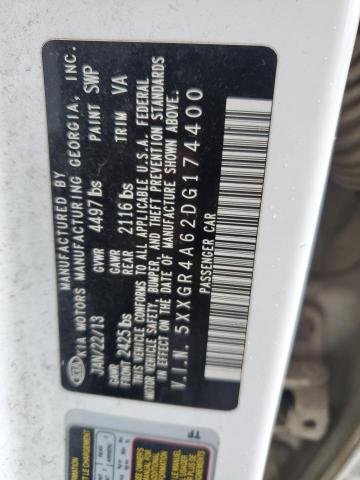 MANUFACTURED BY
KIA MOTORS MANUFACTURING GEORGIA, INC.
JAN/22/13 GVWR 4497 lbs PAINT SWP
GAWR FRONT 2425 lbs GAWR REAR 2116 lbs TRIM VA
THIS VEHICLE CONFORMS TO ALL APPLICABLE U.S.A. FEDERAL
MOTOR VEHICLE SAFETY, BUMPER, AND THEFT PREVENTION STANDARDS
IN EFFECT ON THE DATE OF MANUFACTURE SHOWN ABOVE.
V.I.N. 5XXGR4A62DG174400
PASSENGER CAR
KIA